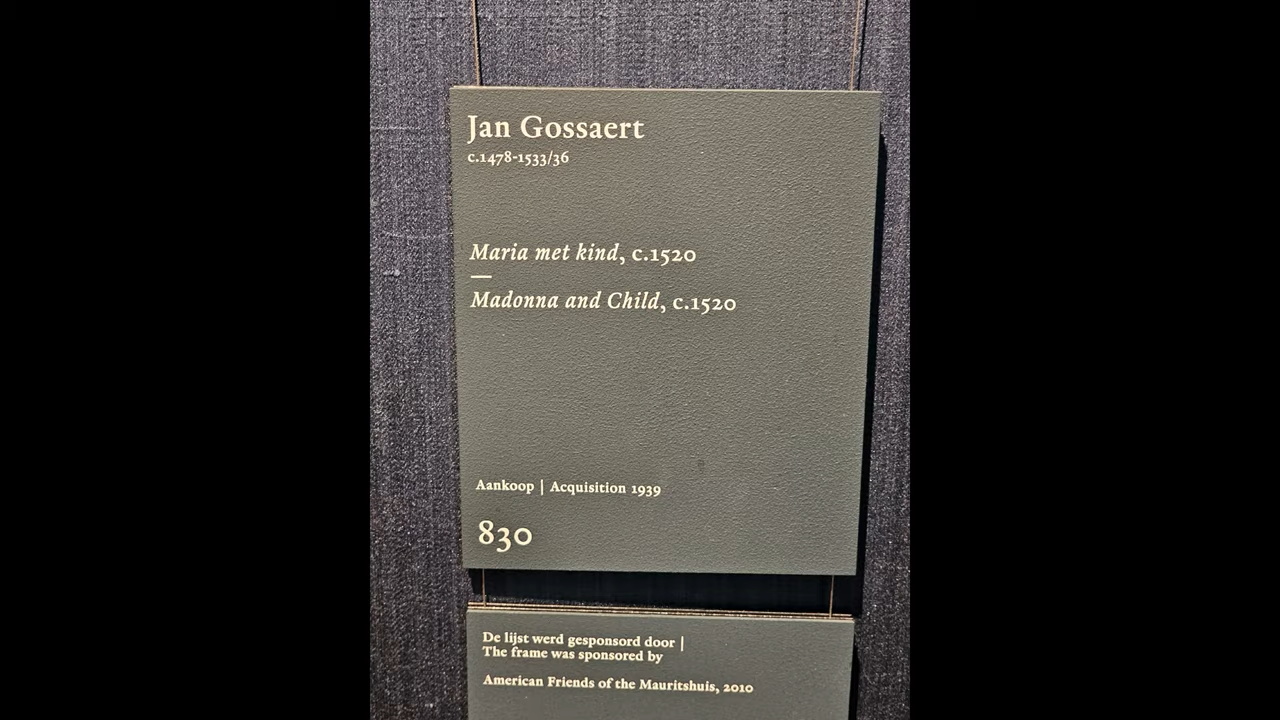 Jan Gossaert
c.1478-1533/36
Maria met kind, c.1520
—
Madonna and Child, c.1520
Aankoop | Acquisition 1939
830
De lijst werd gesponsord door |
The frame was sponsored by
American Friends of the Mauritshuis, 2010